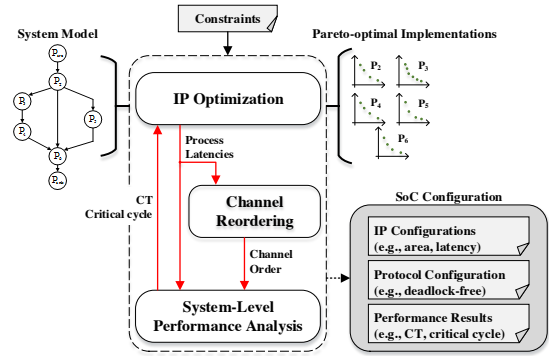 Constraints
System Model
Pareto-optimal Implementations
P2
P3
P4
P5
P6
IP Optimization
Process
Latencies
CT
Critical cycle
Channel
Reordering
Channel
Order
System-Level
Performance Analysis
SoC Configuration
IP Configurations
(e.g., area, latency)
Protocol Configuration
(e.g., deadlock-free)
Performance Results
(e.g., CT, critical cycle)